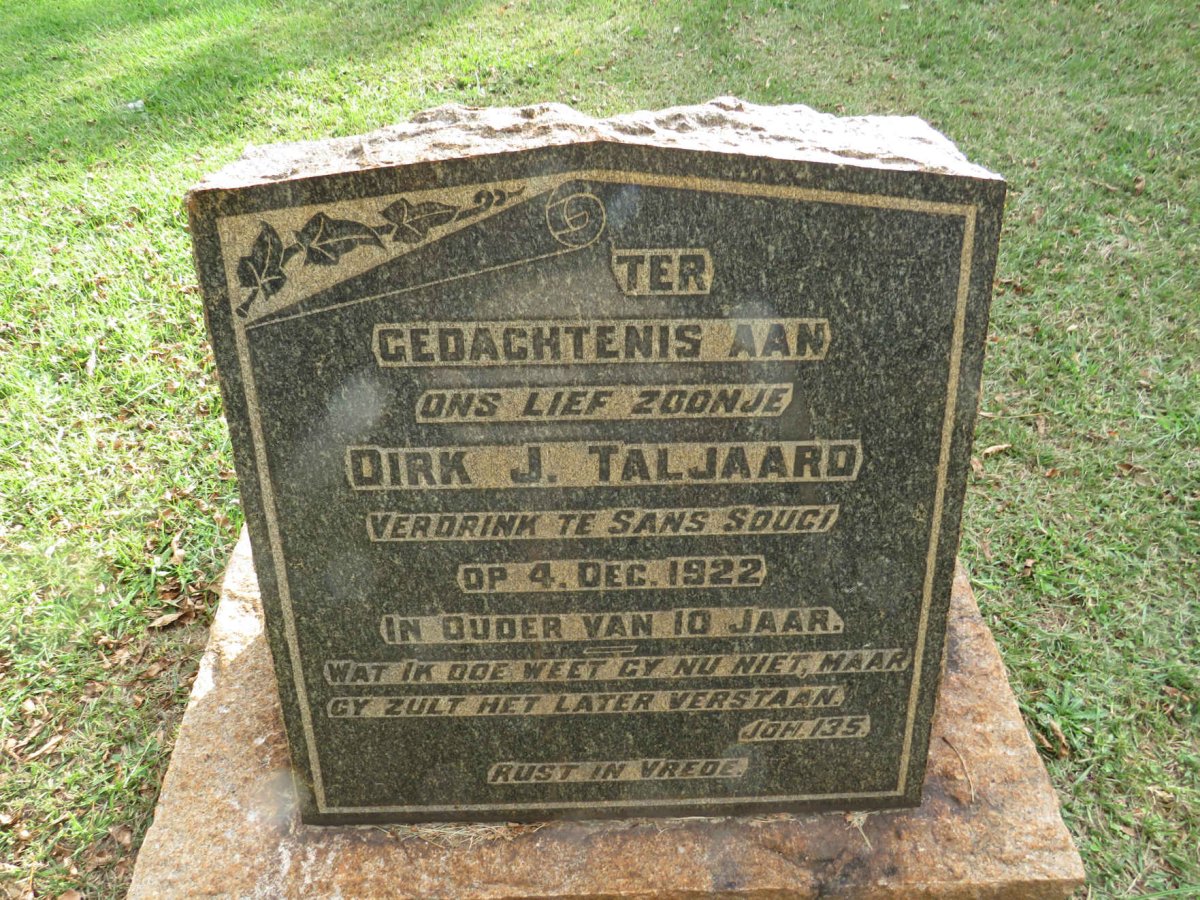 TER
GEDACHTENIS AAN
ONS LIEF ZOONJE
DIRK J. TALJAARD
VERDRINK TE SANS SOUCI
OP 4. DEC. 1922
IN OUDER VAN 10 JAAR.
WAT IK DOE WEET GY NU NIET, MAAR
GY ZULT HET LATER VERSTAAN.
JOH. 135.
RUST IN VREDE.